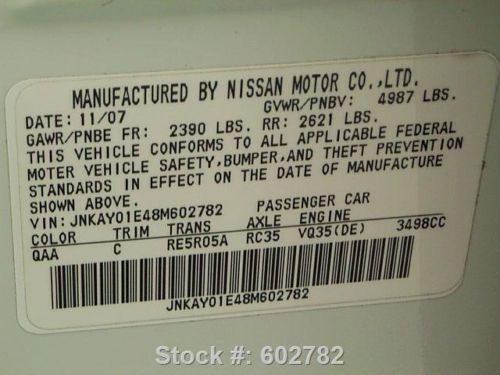 MANUFACTURED BY NISSAN MOTOR CO.,LTD.
DATE: 11/07 GVWR/PNBV: 4987 LBS.
GAWR/PNBE FR: 2390 LBS. RR: 2621 LBS.
THIS VEHICLE CONFORMS TO ALL APPLICABLE FEDERAL
MOTOR VEHICLE SAFETY,BUMPER,AND THEFT PREVENTION
STANDARDS IN EFFECT ON THE DATE OF MANUFACTURE
SHOWN ABOVE.
VIN: JNKAY01E48M602782 PASSENGER CAR
COLOR TRIM TRANS AXLE ENGINE
QAA C RE5R05A RC35 VQ35(DE) 3498CC
JNKAY01E48M602782
Stock #: 602782